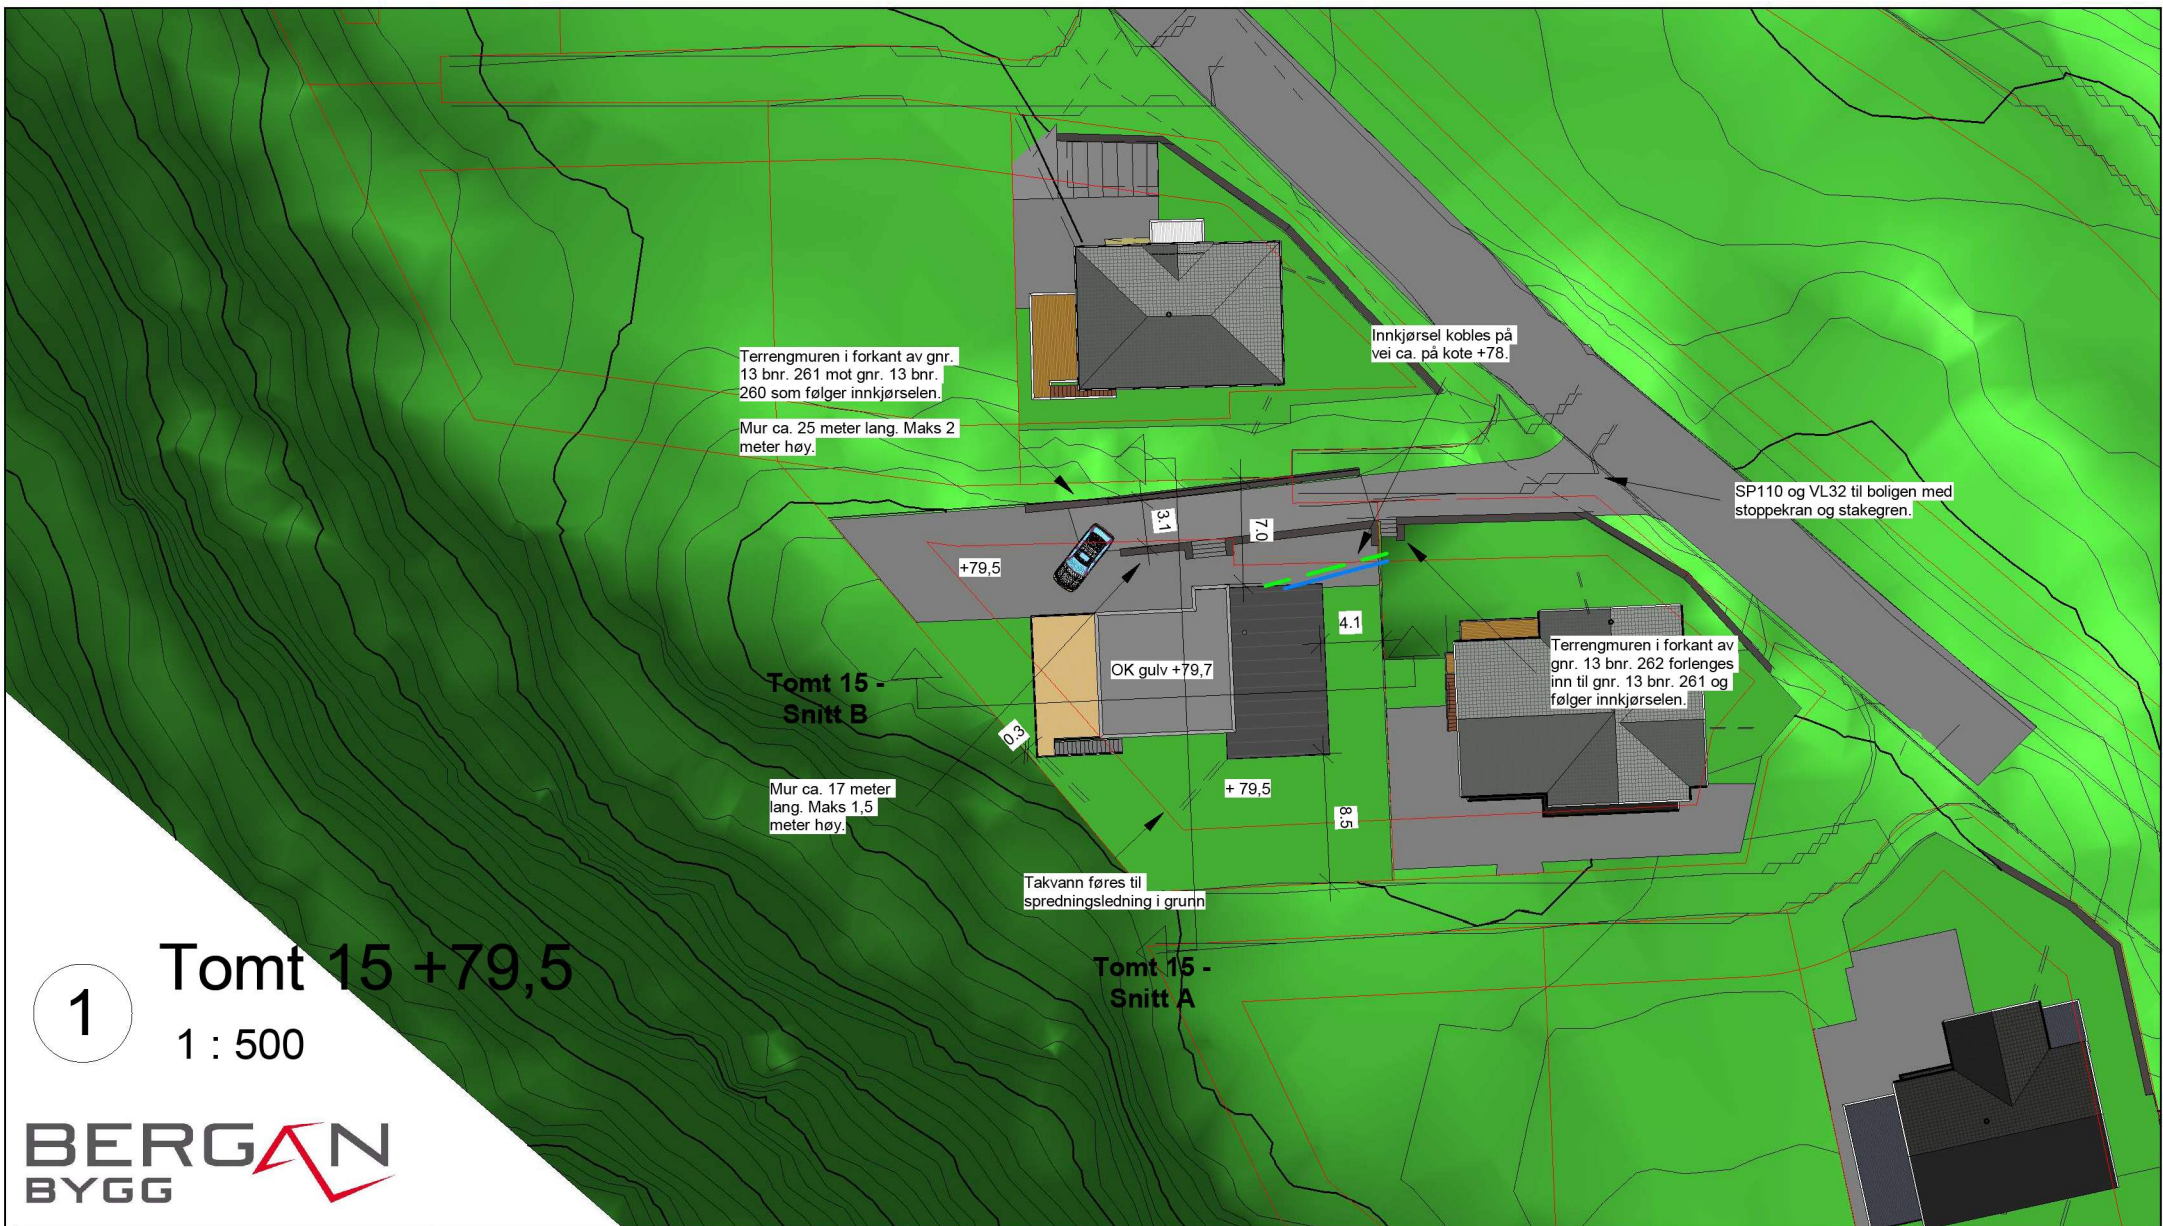 Innkjørsel kobles på
vei ca. på kote +78.
Terrengmuren i forkant av gnr.
13 bnr. 261 mot gnr. 13 bnr.
260 som følger innkjørselen.
Mur ca. 25 meter lang. Maks 2
meter høy.
SP110 og VL32 til boligen med
stoppekran og stakegren.
3.1
7.0
+79,5
4.1
OK gulv +79,7
Terrengmuren i forkant av
gnr. 13 bnr. 262 forlenges
inn til gnr. 13 bnr. 261 og
følger innkjørselen.
Tomt 15 -
Snitt B
0.3
Mur ca. 17 meter
lang. Maks 1,5
meter høy.
+ 79,5
8.5
Takvann føres til
spredningsledning i grunn
Tomt 15 -
Snitt A
1
Tomt 15 +79,5
1 : 500
BERGAN
BYGG